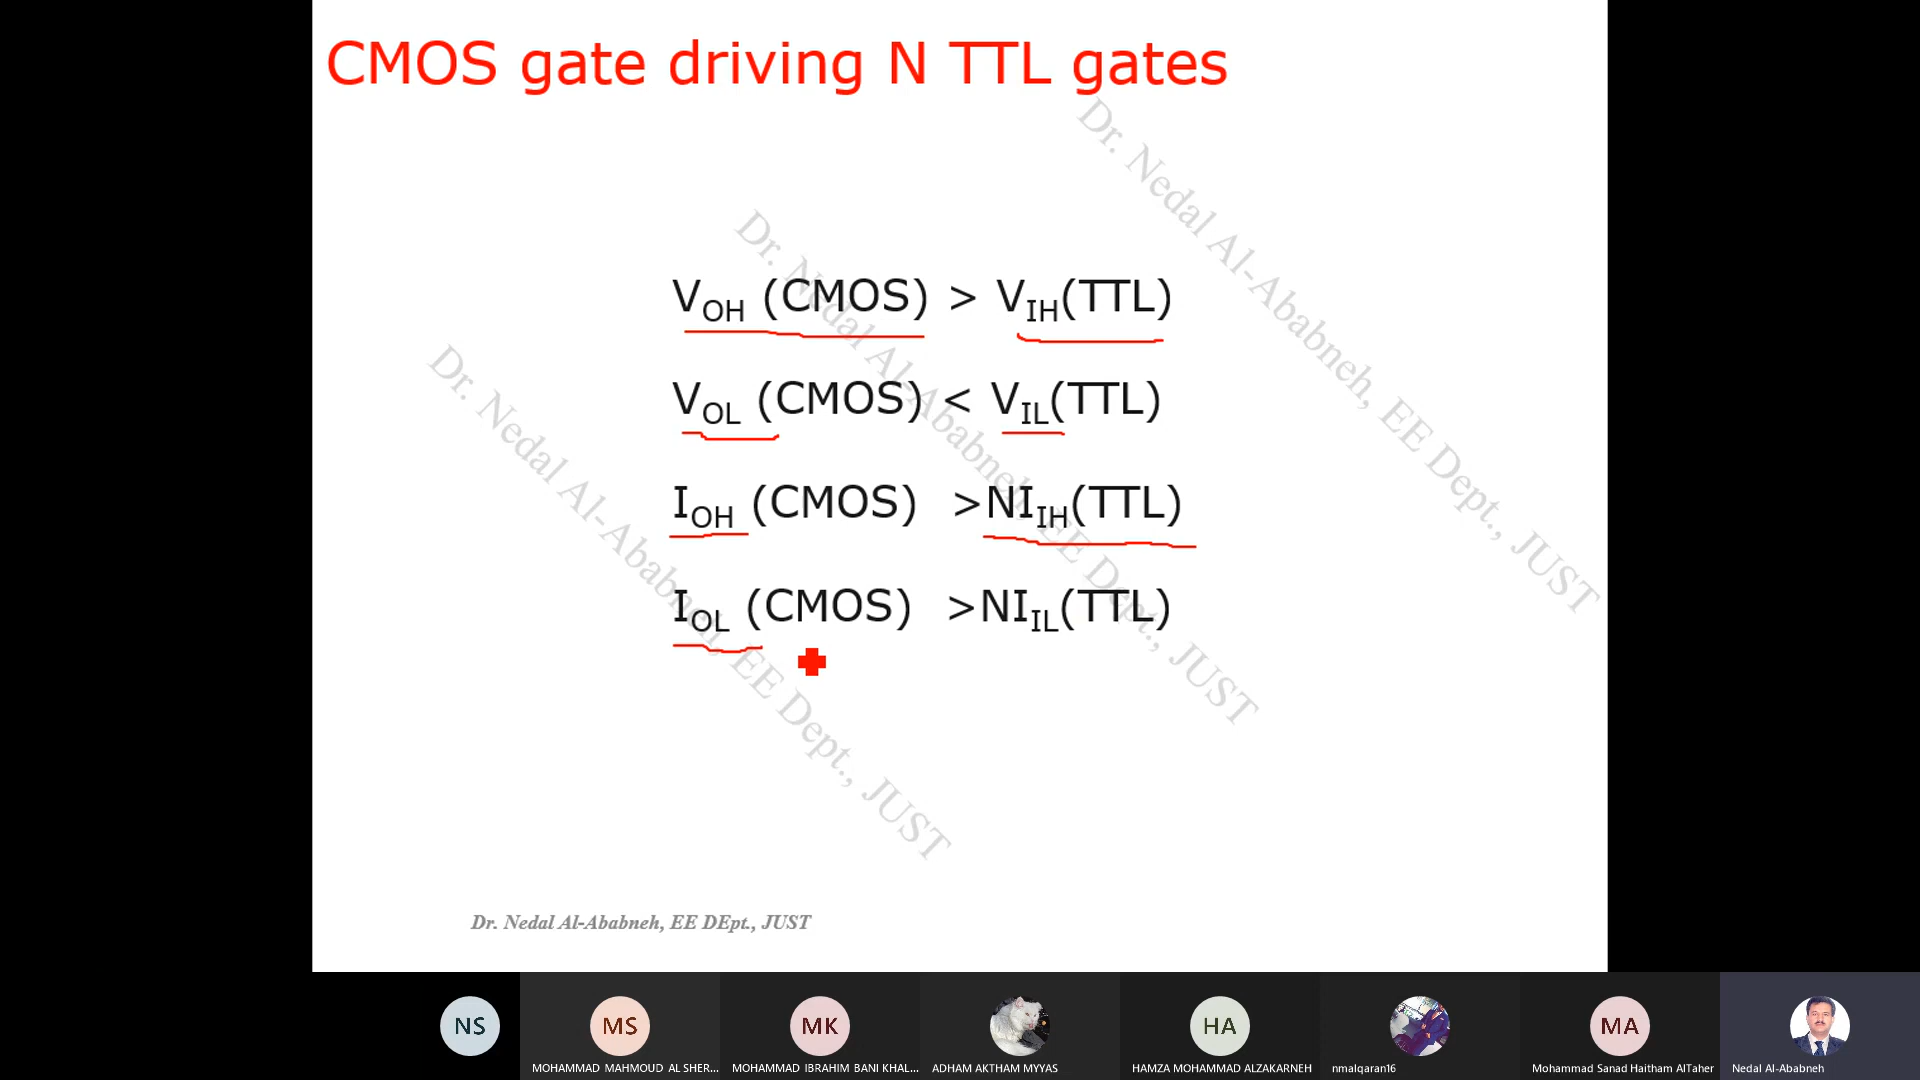 CMOS gate driving N TTL gates
Dr. Nedal Al-Ababneh, EE Dept., JUST
Dr. Nedal Al-Ababneh, EE Dept., JUST
Dr. Nedal Al-Ababneh, EE Dept., JUST
VOH (CMOS) > VIH(TTL)
VOL (CMOS) < VIL(TTL)
IOH (CMOS) >NIIH(TTL)
IOL (CMOS) >NIIL(TTL)
Dr. Nedal Al-Ababneh, EE DEpt., JUST
NS
MS
MK
HA
MA
MOHAMMAD MAHMOUD AL SHER...
MOHAMMAD IBRAHIM BANI KHAL...
ADHAM AKTHAM MYYAS
HAMZA MOHAMMAD ALZAKARNEH
nmalqaran16
Mohammad Sanad Haitham AlTaher
Nedal Al-Ababneh